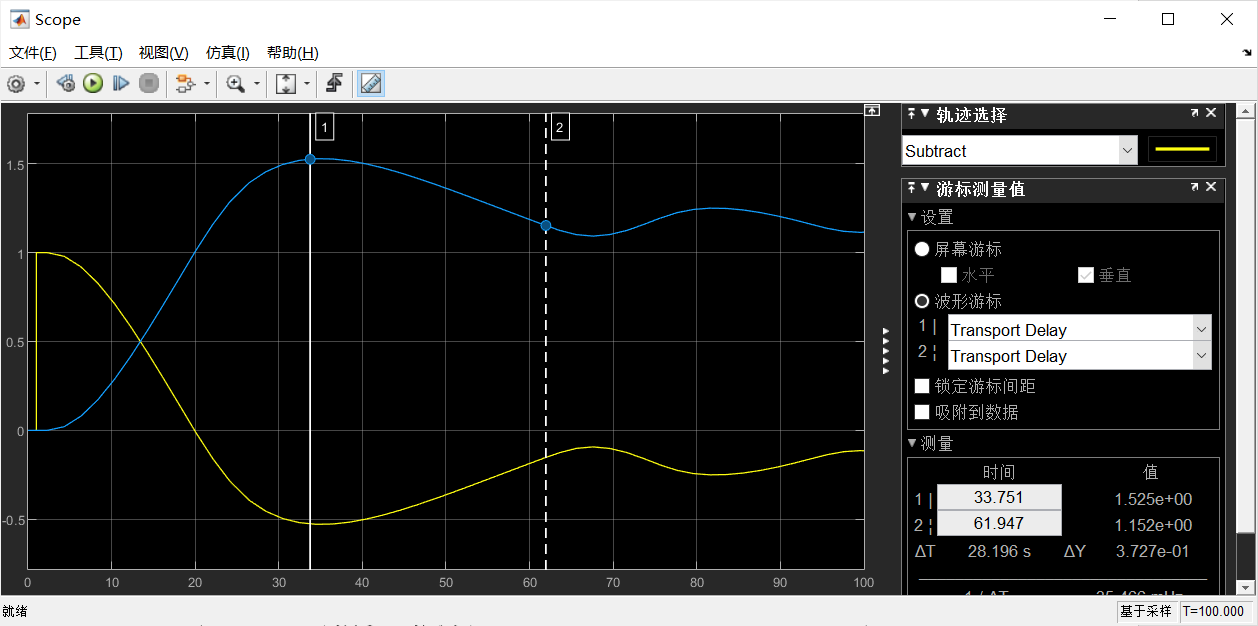 Scope
文件(F) 工具(T) 视图(V) 仿真(I) 帮助(H)
1 2
1.5
1
0.5
0
-0.5
0 10 20 30 40 50 60 70 80 90 100
轨迹选择
Subtract
游标测量值
设置
屏幕游标
水平 垂直
波形游标
1 | Transport Delay
2 ¦ Transport Delay
锁定游标间距
吸附到数据
测量
时间 值
1 | 33.751 1.525e+00
2 ¦ 61.947 1.152e+00
ΔT 28.196 s ΔY 3.727e-01
就绪
基于采样 T=100.000